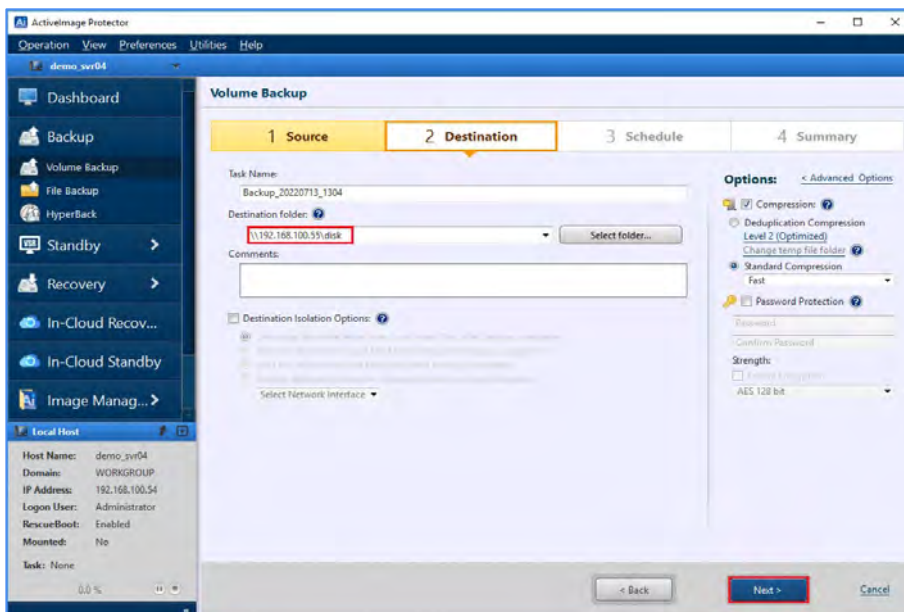 ActiveImage Protector
Operation View Preferences Utilities Help
demo_svr04
Dashboard
Backup
Volume Backup
File Backup
HyperBack
Standby
Recovery
In-Cloud Recov...
In-Cloud Standby
Image Manag...
Local Host
Host Name: demo_svr04
Domain: WORKGROUP
IP Address: 192.168.100.54
Logon User: Administrator
RescueBoot: Enabled
Mounted: No
Task: None
0.0 %
Volume Backup
1 Source
2 Destination
3 Schedule
4 Summary
Task Name:
Backup_20220713_1304
Destination folder:
\\192.168.100.55\disk
Select folder...
Comments:
Destination Isolation Options:
Select Network Interface
Options: < Advanced Options
Compression:
Deduplication Compression
Level 2 (Optimized)
Change temp file folder
Standard Compression
Fast
Password Protection
Password
Confirm Password
Strength:
AES 128 bit
< Back
Next >
Cancel